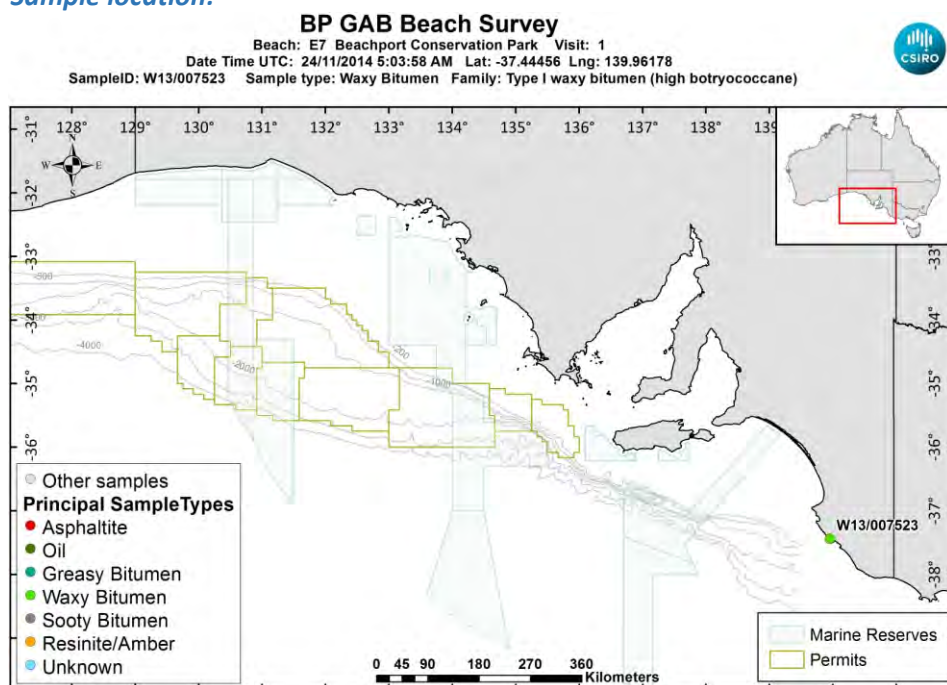 Sample location:
BP GAB Beach Survey
Beach: E7 Beachport Conservation Park Visit: 1
Date Time UTC: 24/11/2014 5:03:58 AM Lat: -37.44456 Lng: 139.96178
SampleID: W13/007523 Sample type: Waxy Bitumen Family: Type I waxy bitumen (high botryococcane)
CSIRO
128° 129° 130° 131° 132° 133° 134° 135° 136° 137° 138° 139
-31°
-32°
-33°
-34°
-35°
-36°
-37°
-38°
N
W E
S
-31°
-32°
-33°
-34° -34°
-35° -35°
-36° -36°
-37°
-38°
-4000
-2000
-200
-1000
W13/007523
Other samples
Principal SampleTypes
Asphaltite
Oil
Greasy Bitumen
Waxy Bitumen
Sooty Bitumen
Resinite/Amber
Unknown
0 45 90 180 270 360
Kilometers
Marine Reserves
Permits